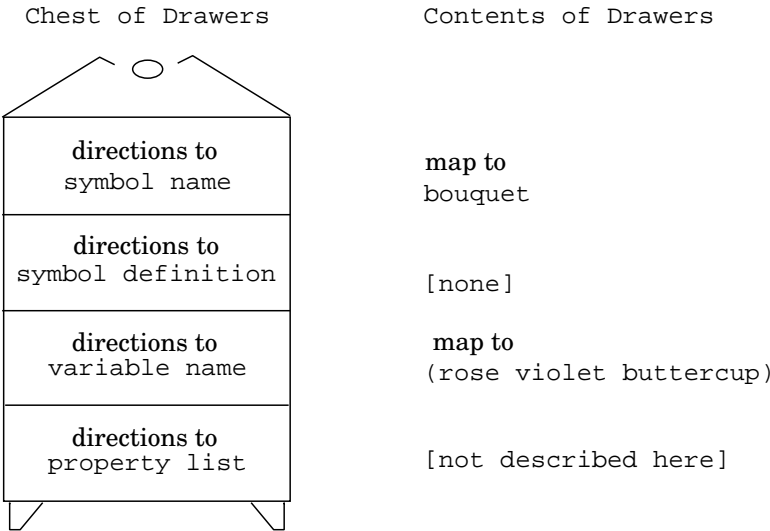 Chest of Drawers
Contents of Drawers
directions to
symbol name
map to
bouquet
directions to
symbol definition
[none]
directions to
variable name
map to
(rose violet buttercup)
directions to
property list
[not described here]